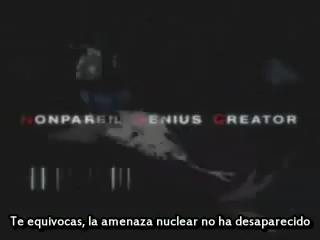 NONPAREIL GENIUS CREATOR
Te equivocas, la amenaza nuclear no ha desaparecido